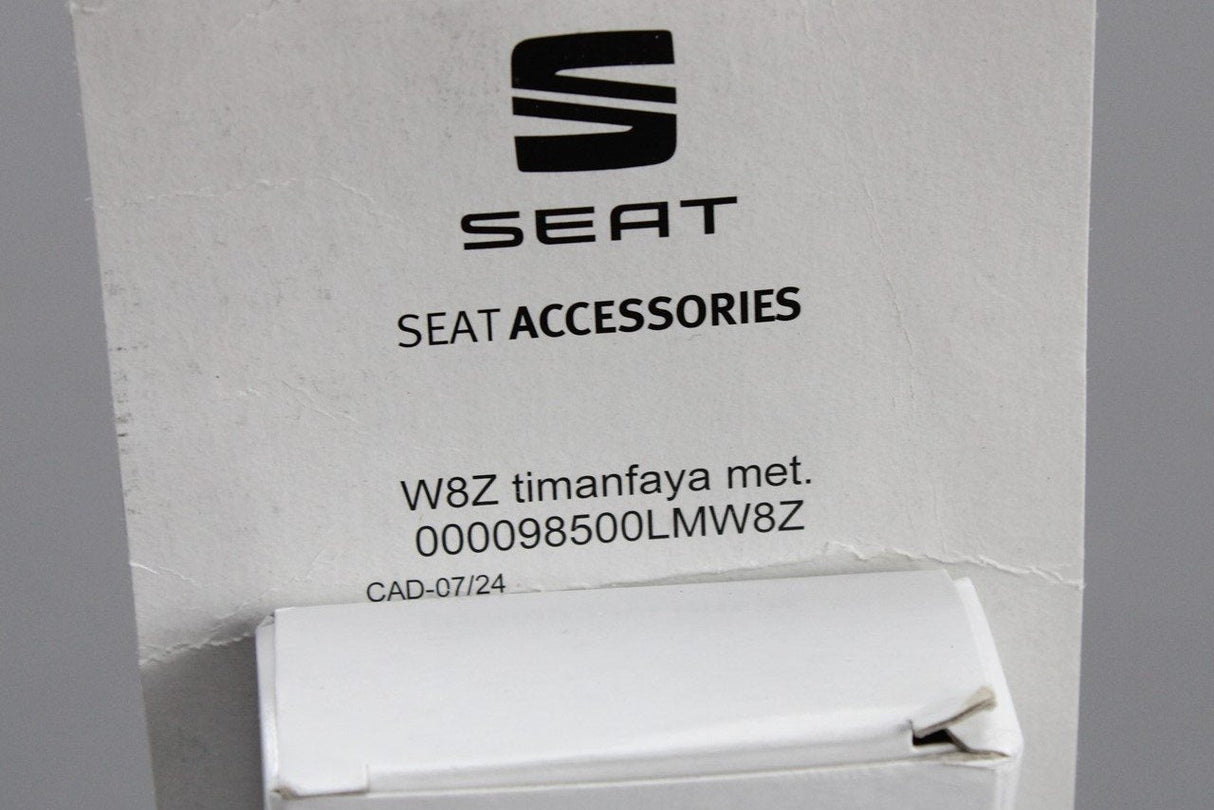 SEAT
SEAT ACCESSORIES
W8Z timanfaya met.
000098500LMW8Z
CAD-07/24